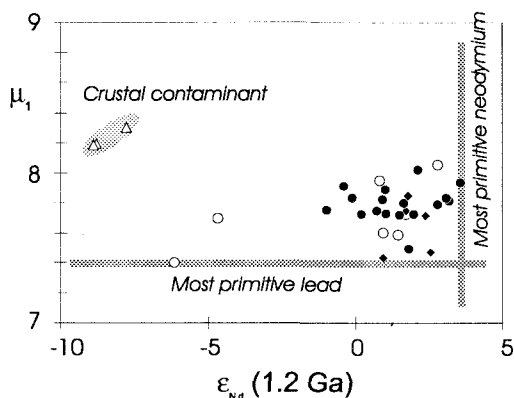 9
μ1
Crustal contaminant
Most primitive neodymium
8
Most primitive lead
7
-10 -5 0 5
εNd (1.2 Ga)